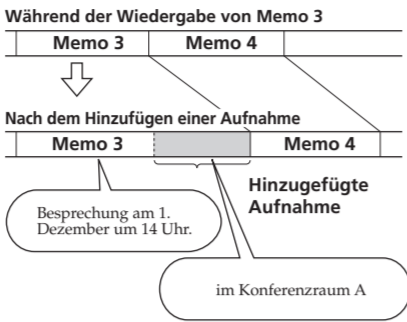 Während der Wiedergabe von Memo 3
Memo 3 Memo 4
Nach dem Hinzufügen einer Aufnahme
Memo 3 Memo 4
Hinzugefügte
Aufnahme
Besprechung am 1.
Dezember um 14 Uhr.
im Konferenzraum A